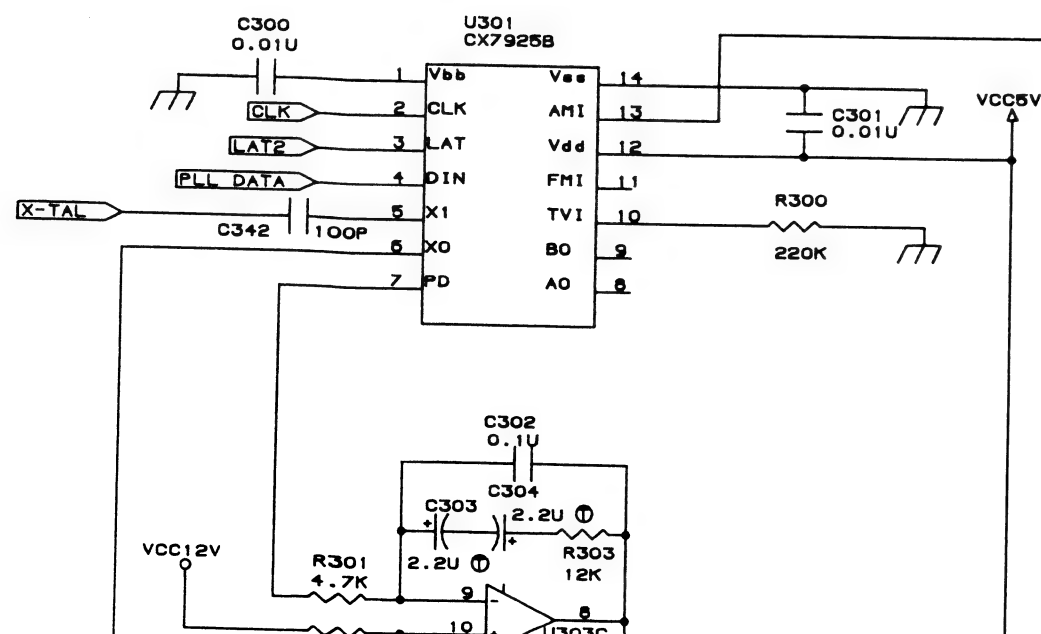 C300
0.01U
U301
CX7925B
1 Vbb Vss 14
CLK 2 CLK AMI 13
C301
0.01U
VCC5V
LAT2 3 LAT Vdd 12
PLL DATA 4 DIN FMI 11
X-TAL 5 X1 TVI 10
C342 100P
R300
220K
6 XO BO 9
7 PD AO 8
C302
0.1U
C304
2.2U T
C303
2.2U T
+
+
R303
12K
VCC12V
R301
4.7K
9 -
10
8
U303C